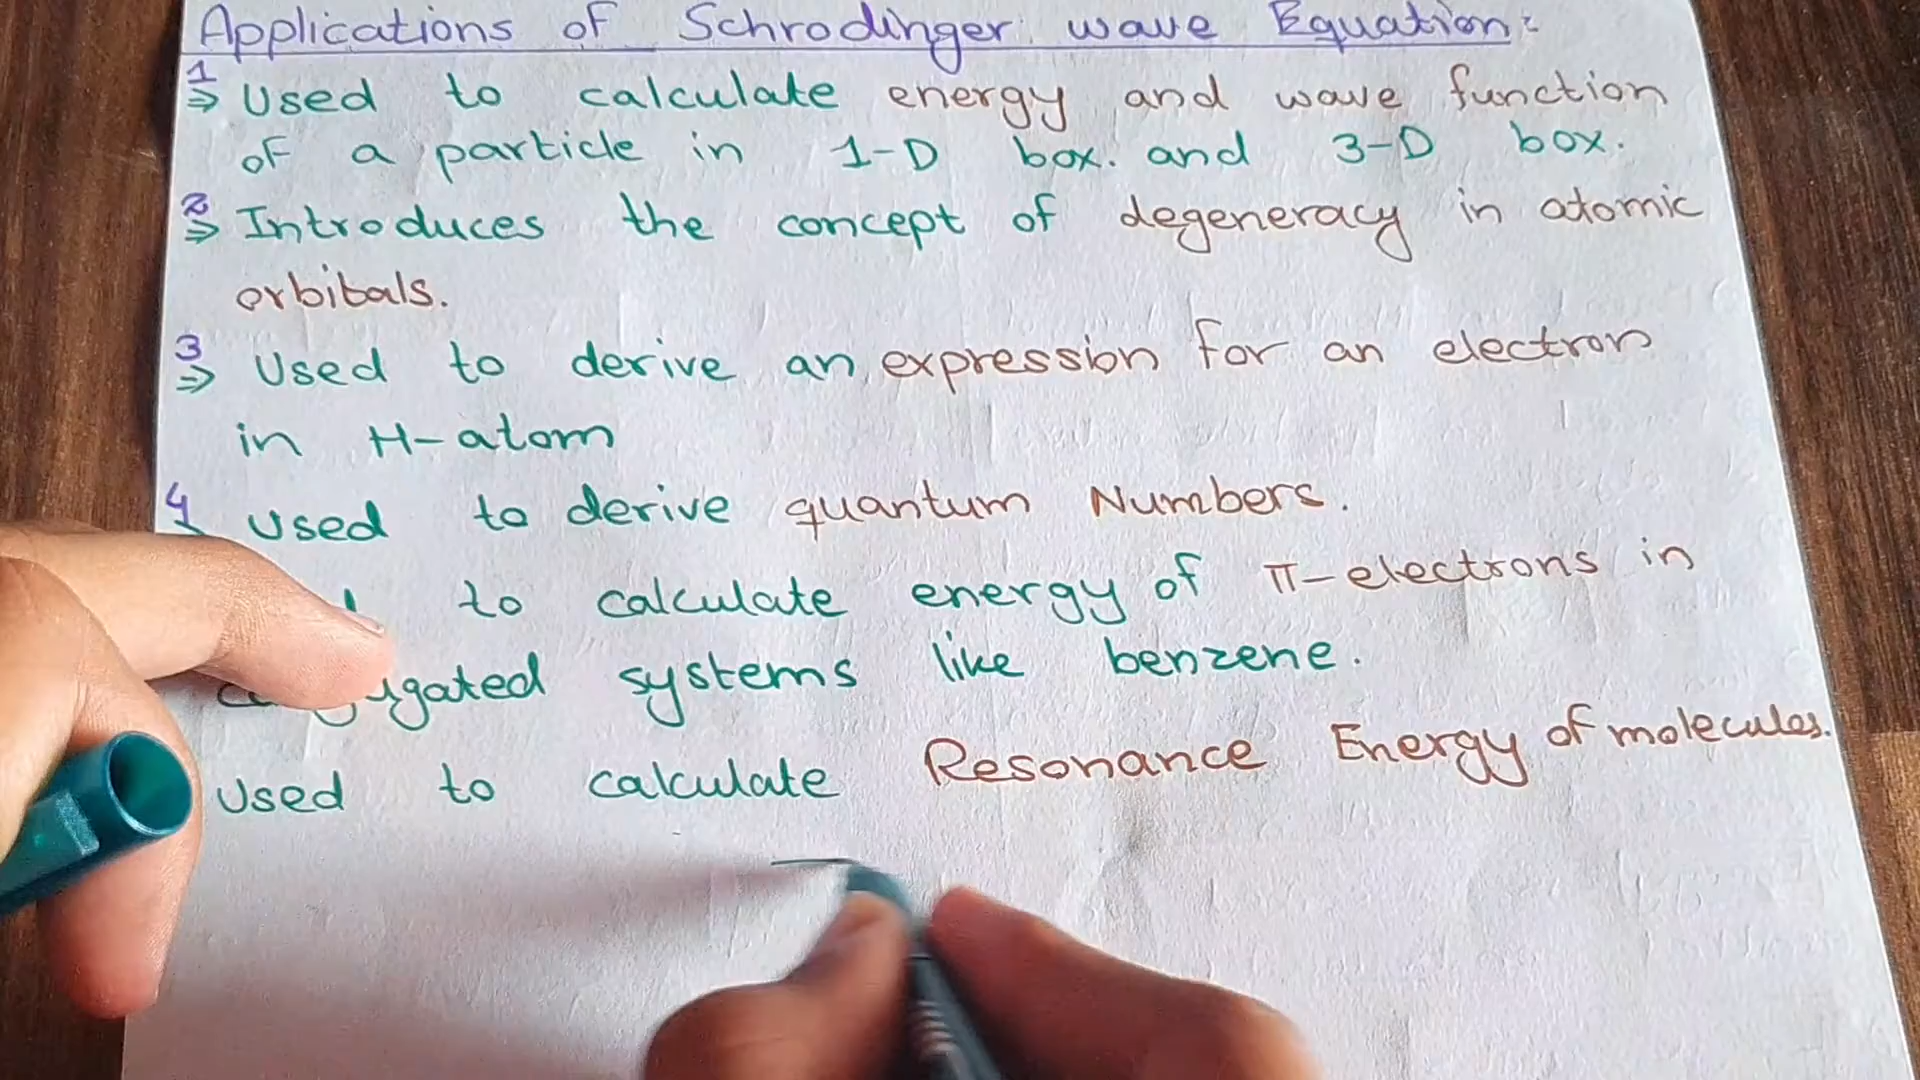 Applications of Schrodinger wave Equation:
1
⇒ Used to calculate energy and wave function
of a particle in 1-D box. and 3-D box.
2
⇒ Introduces the concept of degeneracy in atomic
orbitals.
3
⇒ Used to derive an expression for an electron
in H-atom
4
Used to derive quantum Numbers.
to calculate energy of π-electrons in
systems like benzene.
Used to calculate Resonance Energy of molecules.